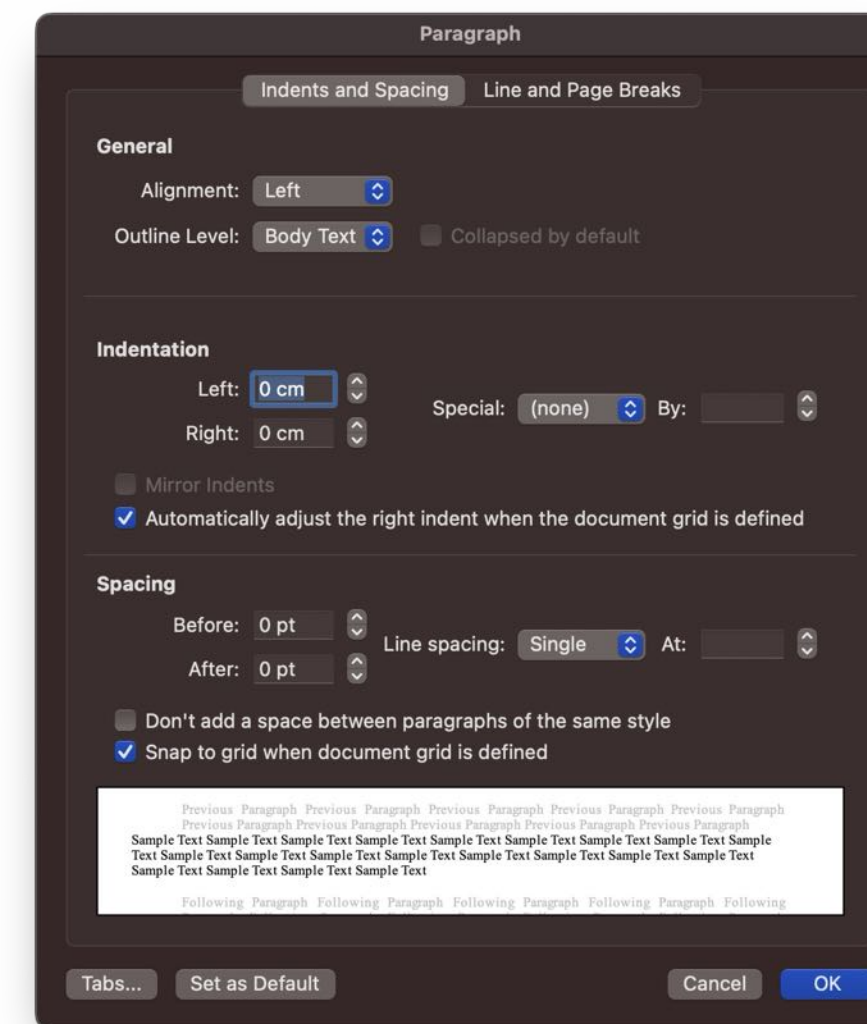 Paragraph
Indents and Spacing Line and Page Breaks
General
Alignment: Left
Outline Level: Body Text Collapsed by default
Indentation
Left: 0 cm
Special: (none) By:
Right: 0 cm
Mirror Indents
Automatically adjust the right indent when the document grid is defined
Spacing
Before: 0 pt
Line spacing: Single At:
After: 0 pt
Don't add a space between paragraphs of the same style
Snap to grid when document grid is defined
Previous Paragraph Previous Paragraph Previous Paragraph Previous Paragraph Previous Paragraph
Previous Paragraph Previous Paragraph Previous Paragraph Previous Paragraph Previous Paragraph
Sample Text Sample Text Sample Text Sample Text Sample Text Sample Text Sample Text Sample Text Sample
Text Sample Text Sample Text Sample Text Sample Text Sample Text Sample Text Sample Text Sample Text
Sample Text Sample Text Sample Text Sample Text
Following Paragraph Following Paragraph Following Paragraph Following Paragraph Following
Tabs... Set as Default Cancel OK